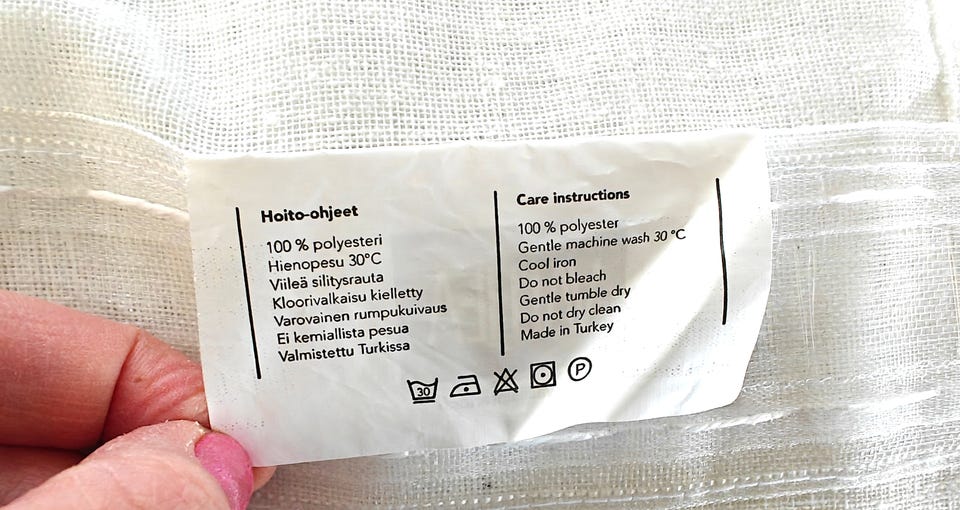 Hoito-ohjeet
100 % polyesteri
Hienopesu 30°C
Viileä silitysrauta
Kloorivalkaisu kielletty
Varovainen rumpukuivaus
Ei kemiallista pesua
Valmistettu Turkissa
Care instructions
100 % polyester
Gentle machine wash 30 °C
Cool iron
Do not bleach
Gentle tumble dry
Do not dry clean
Made in Turkey
30 P